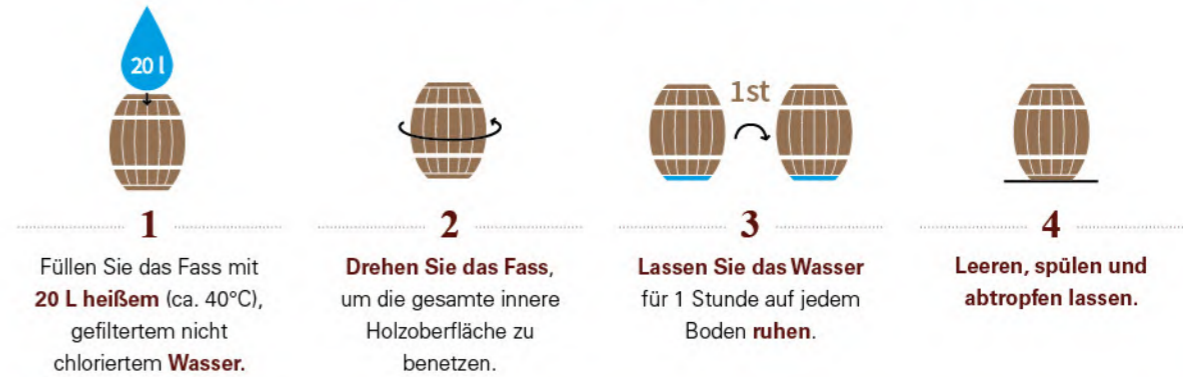 20 l
1
Füllen Sie das Fass mit
20 L heißem (ca. 40°C),
gefiltertem nicht
chloriertem Wasser.
2
Drehen Sie das Fass,
um die gesamte innere
Holzoberfläche zu
benetzen.
1st
3
Lassen Sie das Wasser
für 1 Stunde auf jedem
Boden ruhen.
4
Leeren, spülen und
abtropfen lassen.